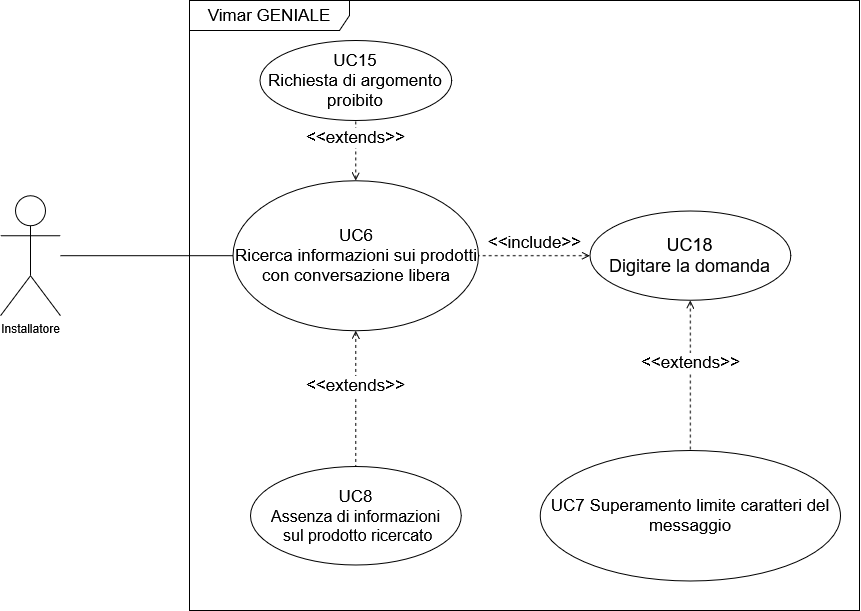 Vimar GENIALE
UC15
Richiesta di argomento
proibito
<<extends>>
UC6
Ricerca informazioni sui prodotti
con conversazione libera
<<include>>
UC18
Digitare la domanda
Installatore
<<extends>>
<<extends>>
UC8
Assenza di informazioni
sul prodotto ricercato
UC7 Superamento limite caratteri del
messaggio